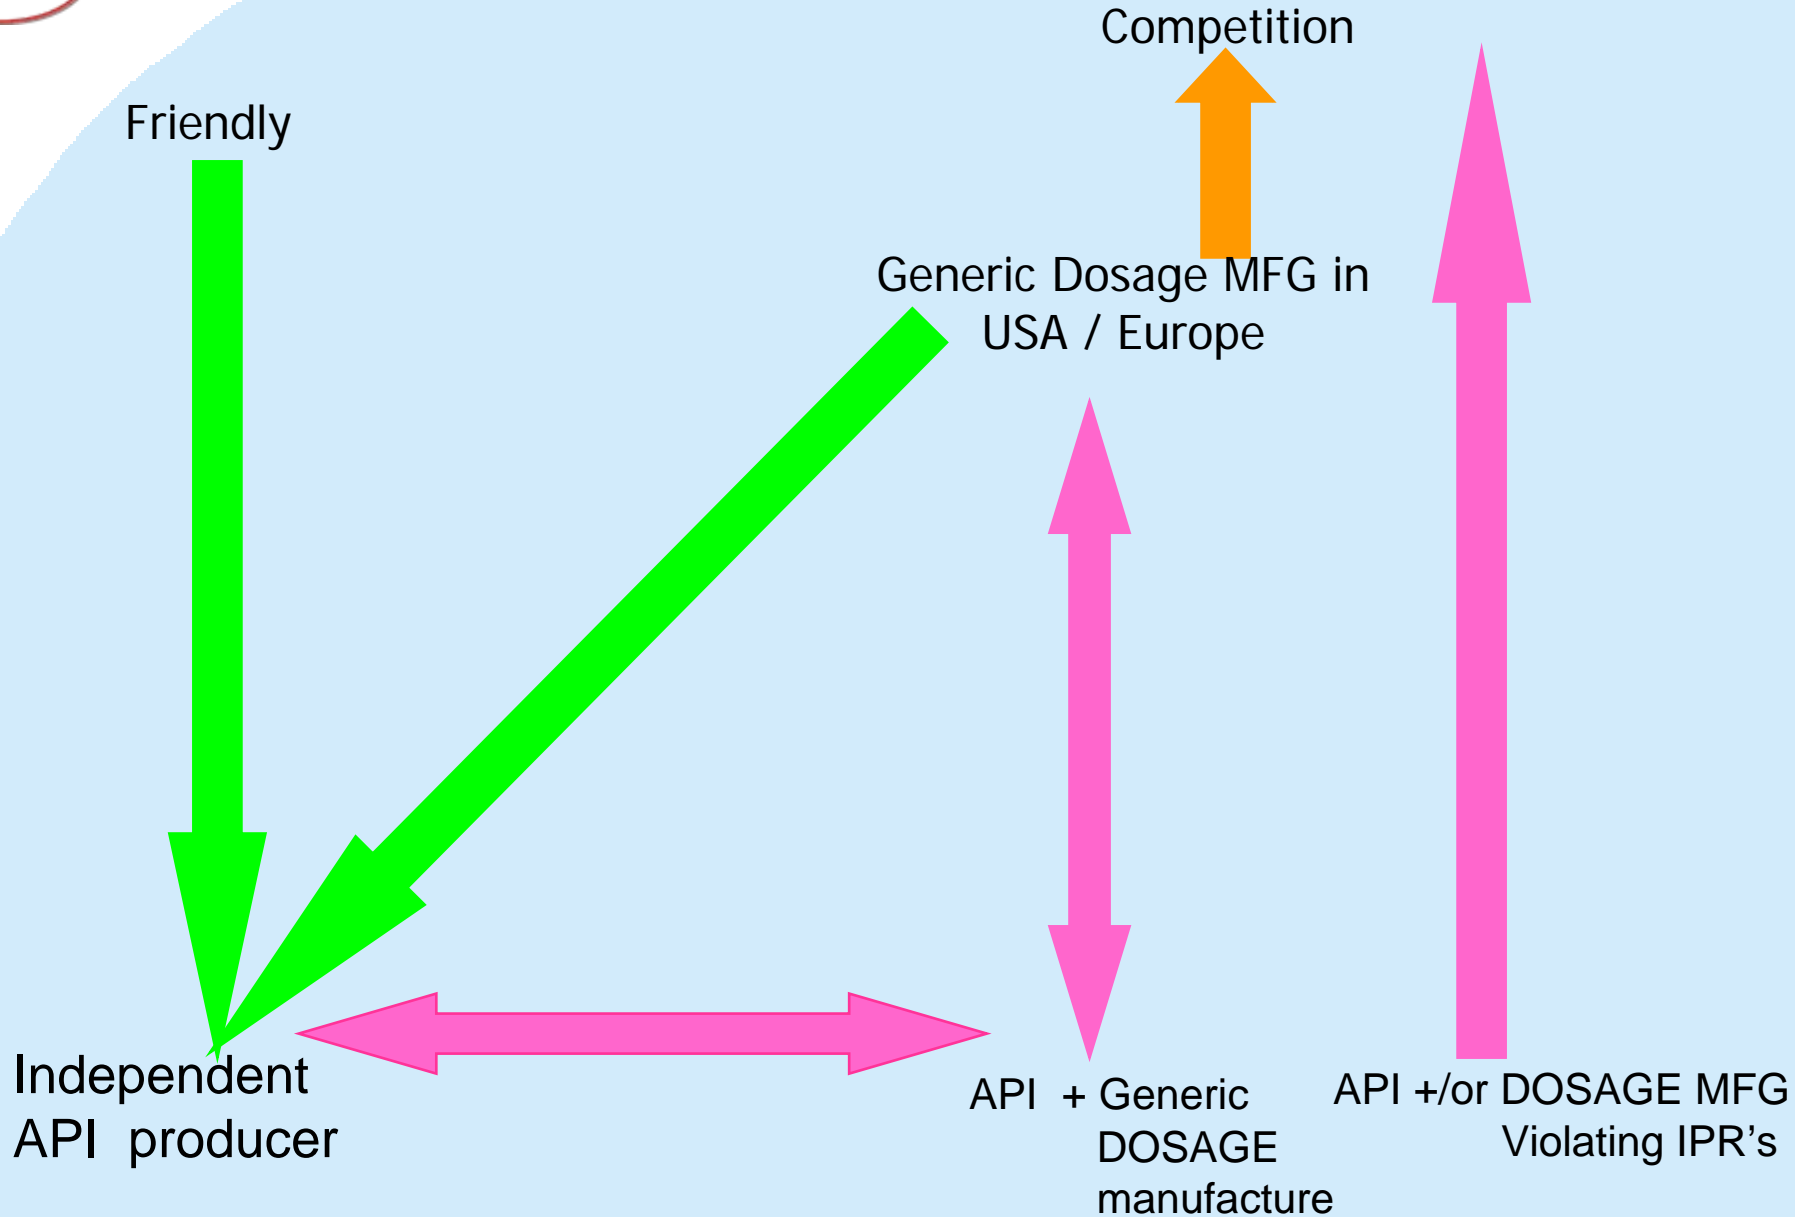 Competition
Friendly
Generic Dosage MFG in
USA / Europe
Independent
API producer
API + Generic
DOSAGE
manufacture
API +/or DOSAGE MFG
Violating IPR's